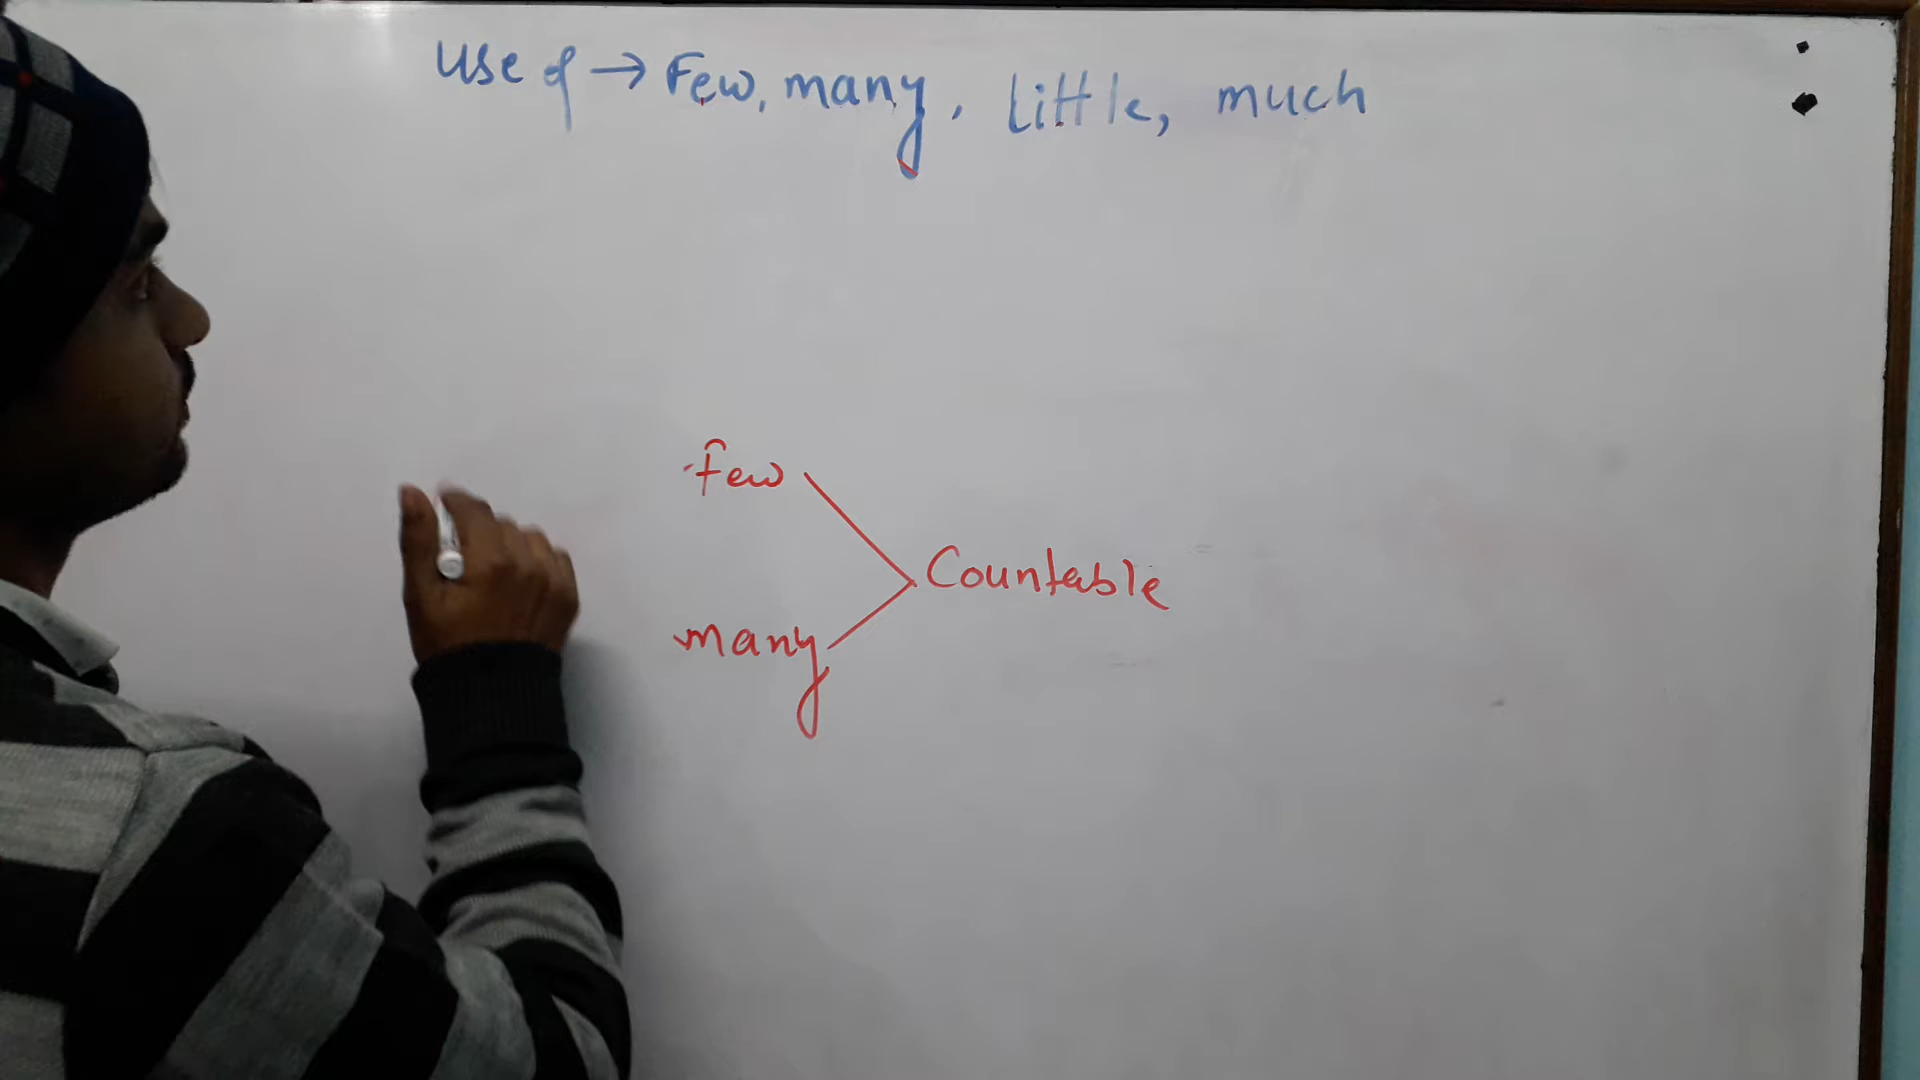 Use of → Few, many, Little, much
few
Countable
many